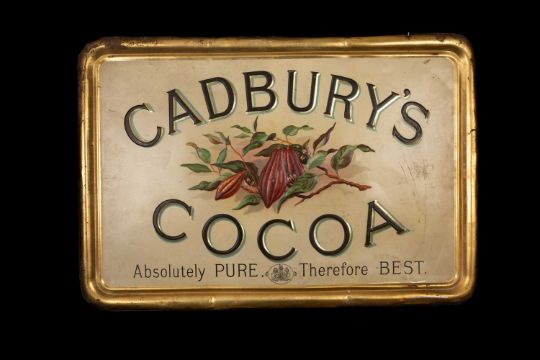 CADBURY'S
COCOA
Absolutely PURE. Therefore BEST.